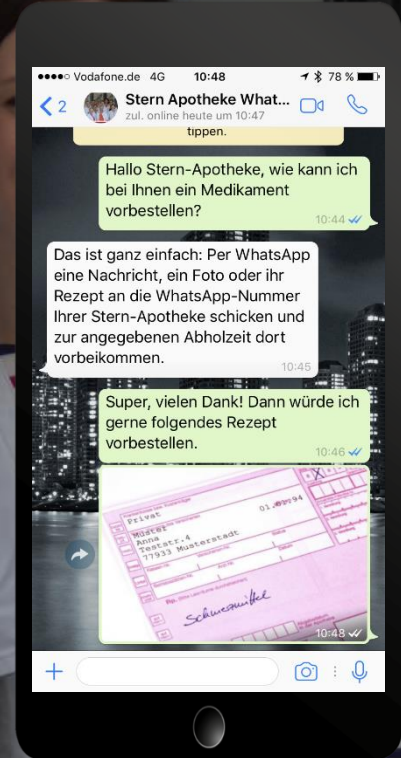 Vodafone.de 4G 10:48 78 %
2 Stern Apotheke What...
zul. online heute um 10:47
tippen.
Hallo Stern-Apotheke, wie kann ich
bei Ihnen ein Medikament
vorbestellen?
10:44
Das ist ganz einfach: Per WhatsApp
eine Nachricht, ein Foto oder ihr
Rezept an die WhatsApp-Nummer
Ihrer Stern-Apotheke schicken und
zur angegebenen Abholzeit dort
vorbeikommen.
10:45
Super, vielen Dank! Dann würde ich
gerne folgendes Rezept
vorbestellen.
10:46
Privat
Muster
Anna
Teststr.4
77933 Musterstadt
Schmerzmittel
10:48